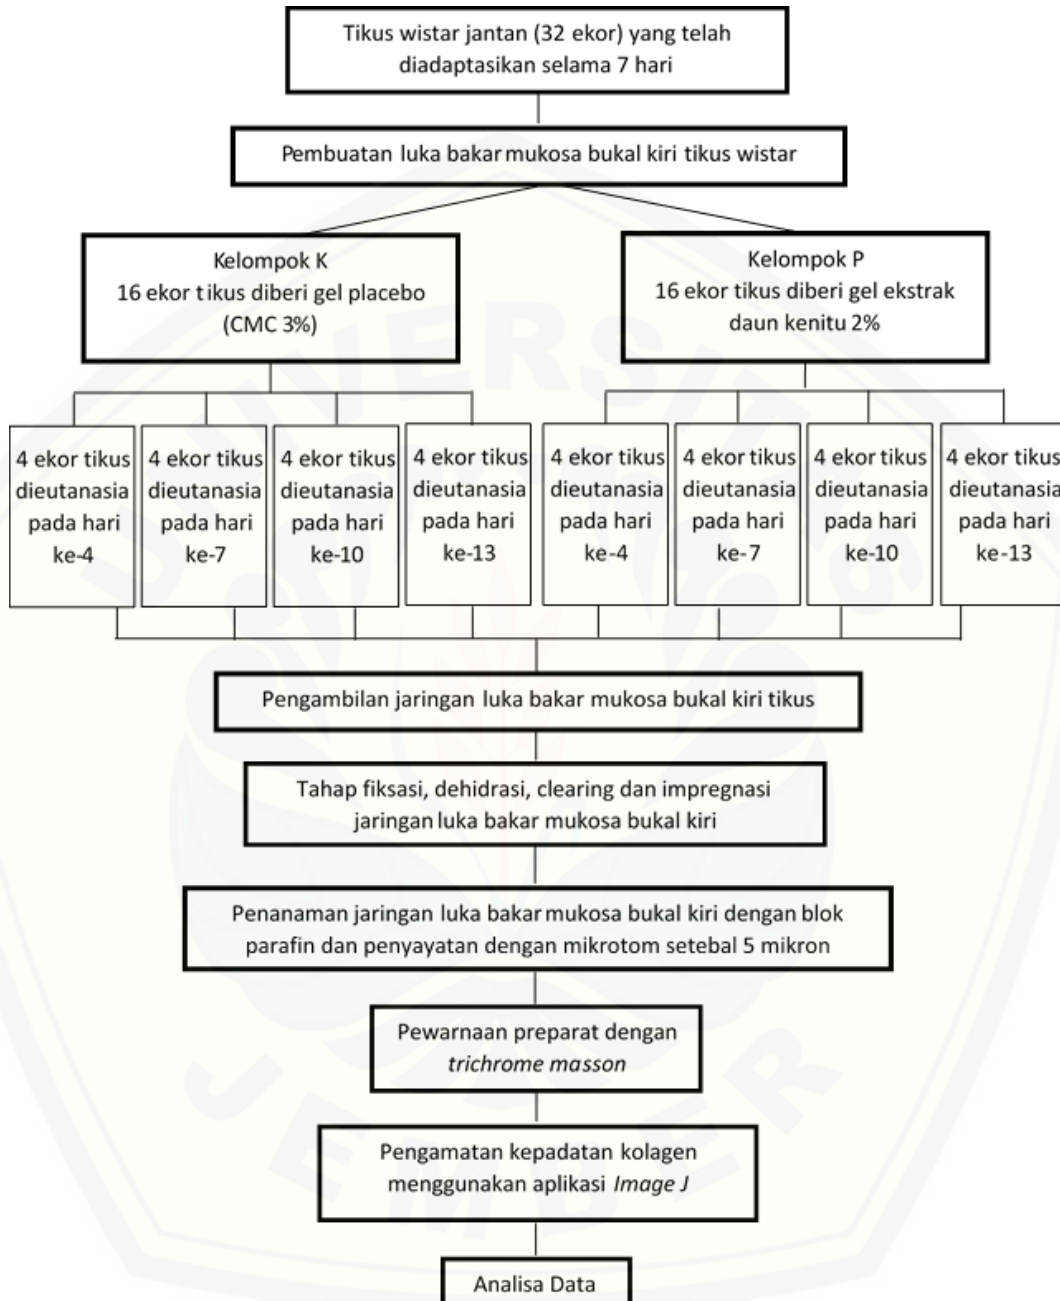 Tikus wistar jantan (32 ekor) yang telah
diadaptasikan selama 7 hari
Pembuatan luka bakar mukosa bukal kiri tikus wistar
Kelompok K
16 ekor tikus diberi gel placebo
(CMC 3%)
Kelompok P
16 ekor tikus diberi gel ekstrak
daun kenitu 2%
4 ekor tikus
dieutanasia
pada hari
ke-4
4 ekor tikus
dieutanasia
pada hari
ke-7
4 ekor tikus
dieutanasia
pada hari
ke-10
4 ekor tikus
dieutanasia
pada hari
ke-13
4 ekor tikus
dieutanasia
pada hari
ke-4
4 ekor tikus
dieutanasia
pada hari
ke-7
4 ekor tikus
dieutanasia
pada hari
ke-10
4 ekor tikus
dieutanasia
pada hari
ke-13
Pengambilan jaringan luka bakar mukosa bukal kiri tikus
Tahap fiksasi, dehidrasi, clearing dan impregnasi
jaringan luka bakar mukosa bukal kiri
Penanaman jaringan luka bakar mukosa bukal kiri dengan blok
parafin dan penyayatan dengan mikrotom setebal 5 mikron
Pewarnaan preparat dengan
trichrome masson
Pengamatan kepadatan kolagen
menggunakan aplikasi Image J
Analisa Data
UNIVERSITAS
JEMBER